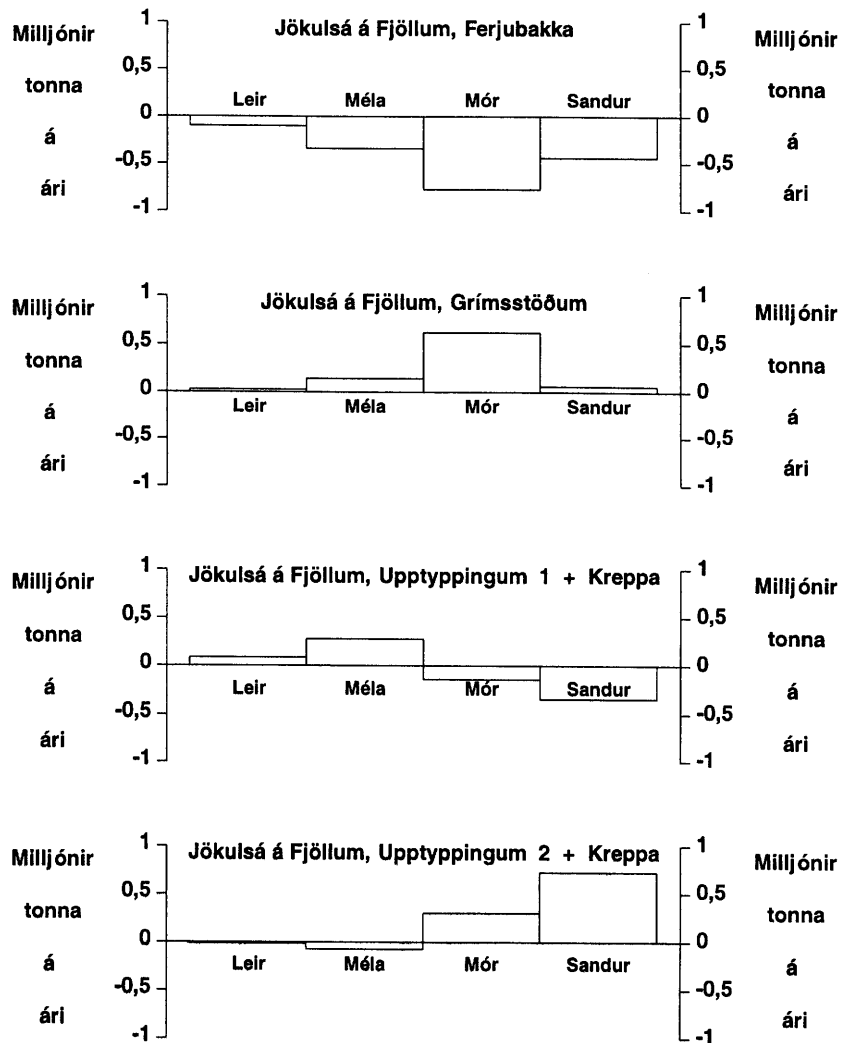 Jökulsá á Fjöllum, Ferjubakka
Milljónir
tonna
á
ári
1
0,5
0
-0,5
-1
Leir Méla Mór Sandur
1
0,5
0
-0,5
-1
Milljónir
tonna
á
ári
Jökulsá á Fjöllum, Grímsstöðum
Milljónir
tonna
á
ári
1
0,5
0
-0,5
-1
Leir Méla Mór Sandur
1
0,5
0
-0,5
-1
Milljónir
tonna
á
ári
Jökulsá á Fjöllum, Upptyppingum 1 + Kreppa
Milljónir
tonna
á
ári
1
0,5
0
-0,5
-1
Leir Méla Mór Sandur
1
0,5
0
-0,5
-1
Milljónir
tonna
á
ári
Jökulsá á Fjöllum, Upptyppingum 2 + Kreppa
Milljónir
tonna
á
ári
1
0,5
0
-0,5
-1
Leir Méla Mór Sandur
1
0,5
0
-0,5
-1
Milljónir
tonna
á
ári